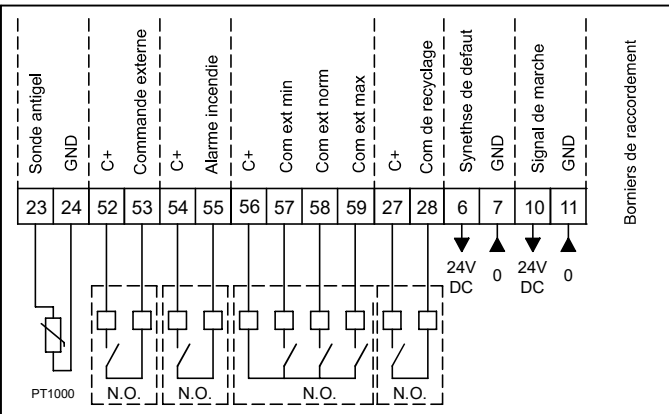 Sonde antigel
GND
C+
Commande externe
C+
Alarme incendie
C+
Com ext min
Com ext norm
Com ext max
C+
Com de recyclage
Synethse de defaut
GND
Signal de marche
GND
Borniers de raccordement
23 24 52 53 54 55 56 57 58 59 27 28 6 7 10 11
24V DC
0
24V DC
0
PT1000
N.O.
N.O.
N.O.
N.O.